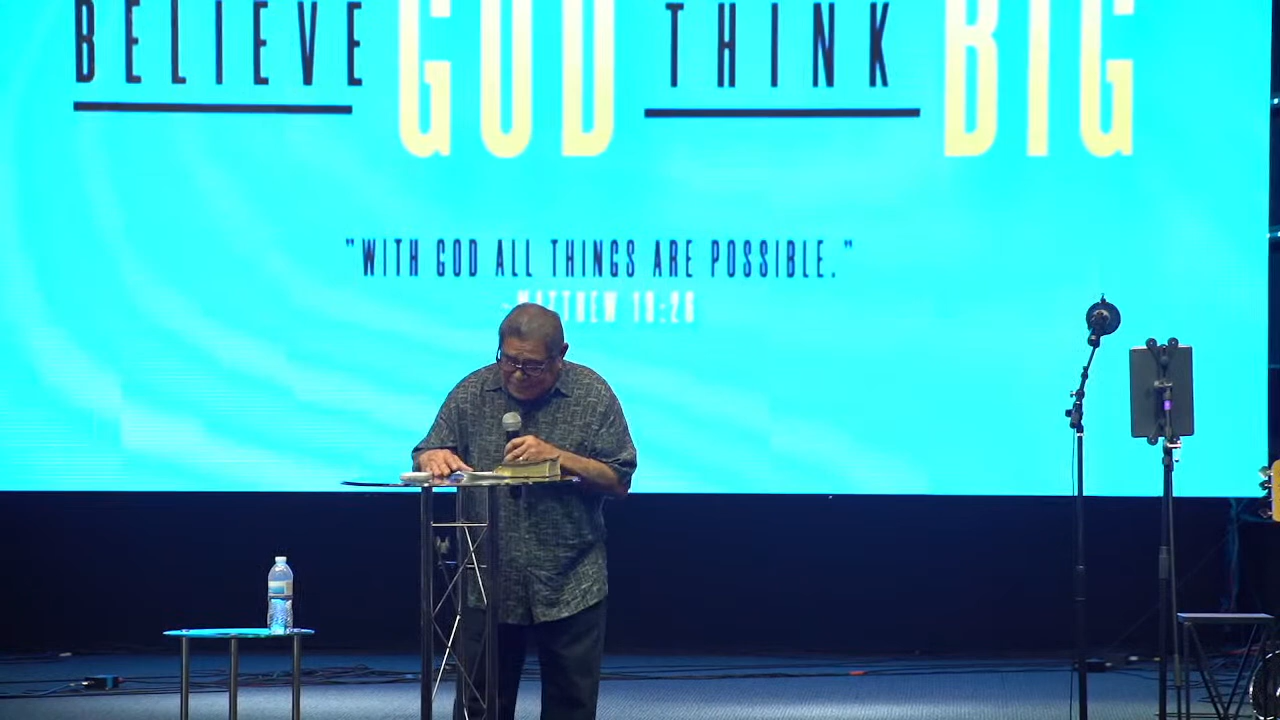 BELIEVE GOD THINK BIG
"WITH GOD ALL THINGS ARE POSSIBLE."
-MATTHEW 19:26